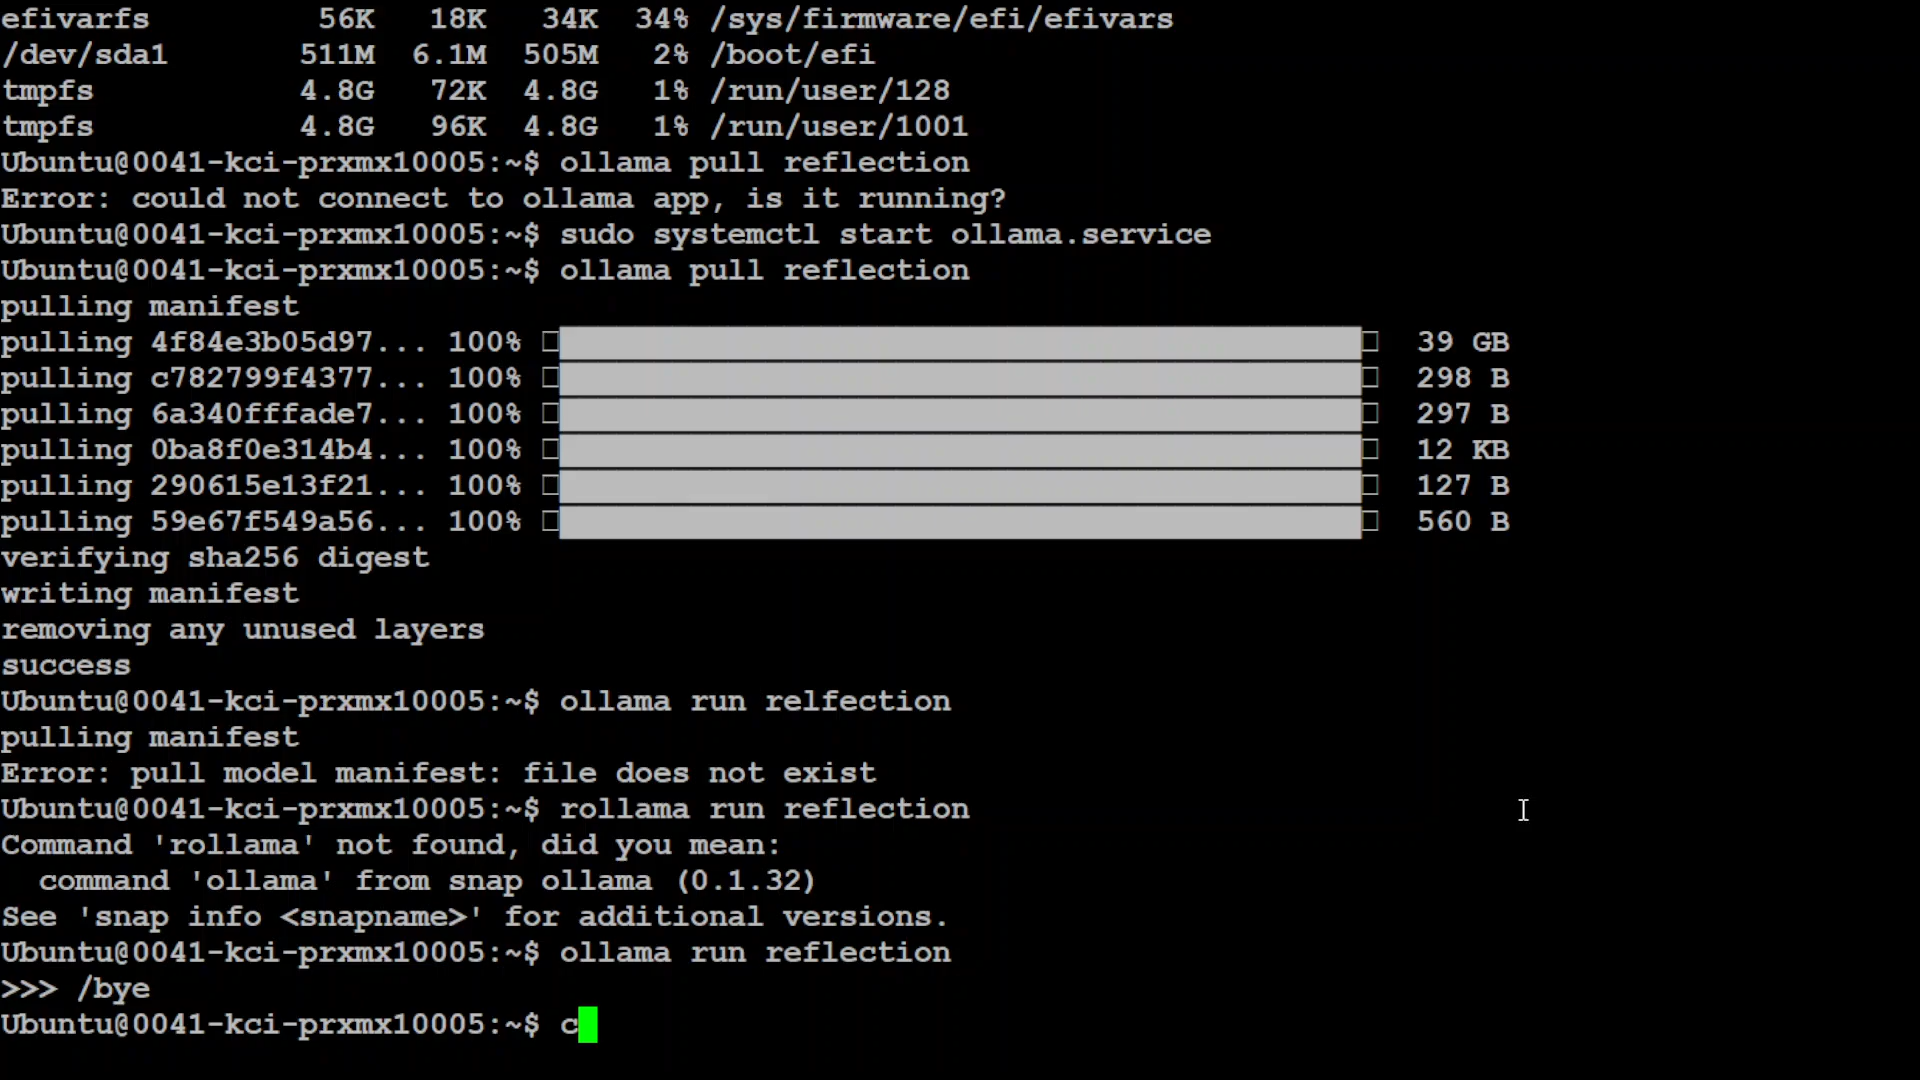 efivarfs 56K 18K 34K 34% /sys/firmware/efi/efivars
/dev/sda1 511M 6.1M 505M 2% /boot/efi
tmpfs 4.8G 72K 4.8G 1% /run/user/128
tmpfs 4.8G 96K 4.8G 1% /run/user/1001
Ubuntu@0041-kci-prxmx10005:~$ ollama pull reflection
Error: could not connect to ollama app, is it running?
Ubuntu@0041-kci-prxmx10005:~$ sudo systemctl start ollama.service
Ubuntu@0041-kci-prxmx10005:~$ ollama pull reflection
pulling manifest
pulling 4f84e3b05d97... 100% 39 GB
pulling c782799f4377... 100% 298 B
pulling 6a340fffade7... 100% 297 B
pulling 0ba8f0e314b4... 100% 12 KB
pulling 290615e13f21... 100% 127 B
pulling 59e67f549a56... 100% 560 B
verifying sha256 digest
writing manifest
removing any unused layers
success
Ubuntu@0041-kci-prxmx10005:~$ ollama run relfection
pulling manifest
Error: pull model manifest: file does not exist
Ubuntu@0041-kci-prxmx10005:~$ rollama run reflection
Command 'rollama' not found, did you mean:
  command 'ollama' from snap ollama (0.1.32)
See 'snap info <snapname>' for additional versions.
Ubuntu@0041-kci-prxmx10005:~$ ollama run reflection
>>> /bye
Ubuntu@0041-kci-prxmx10005:~$ c